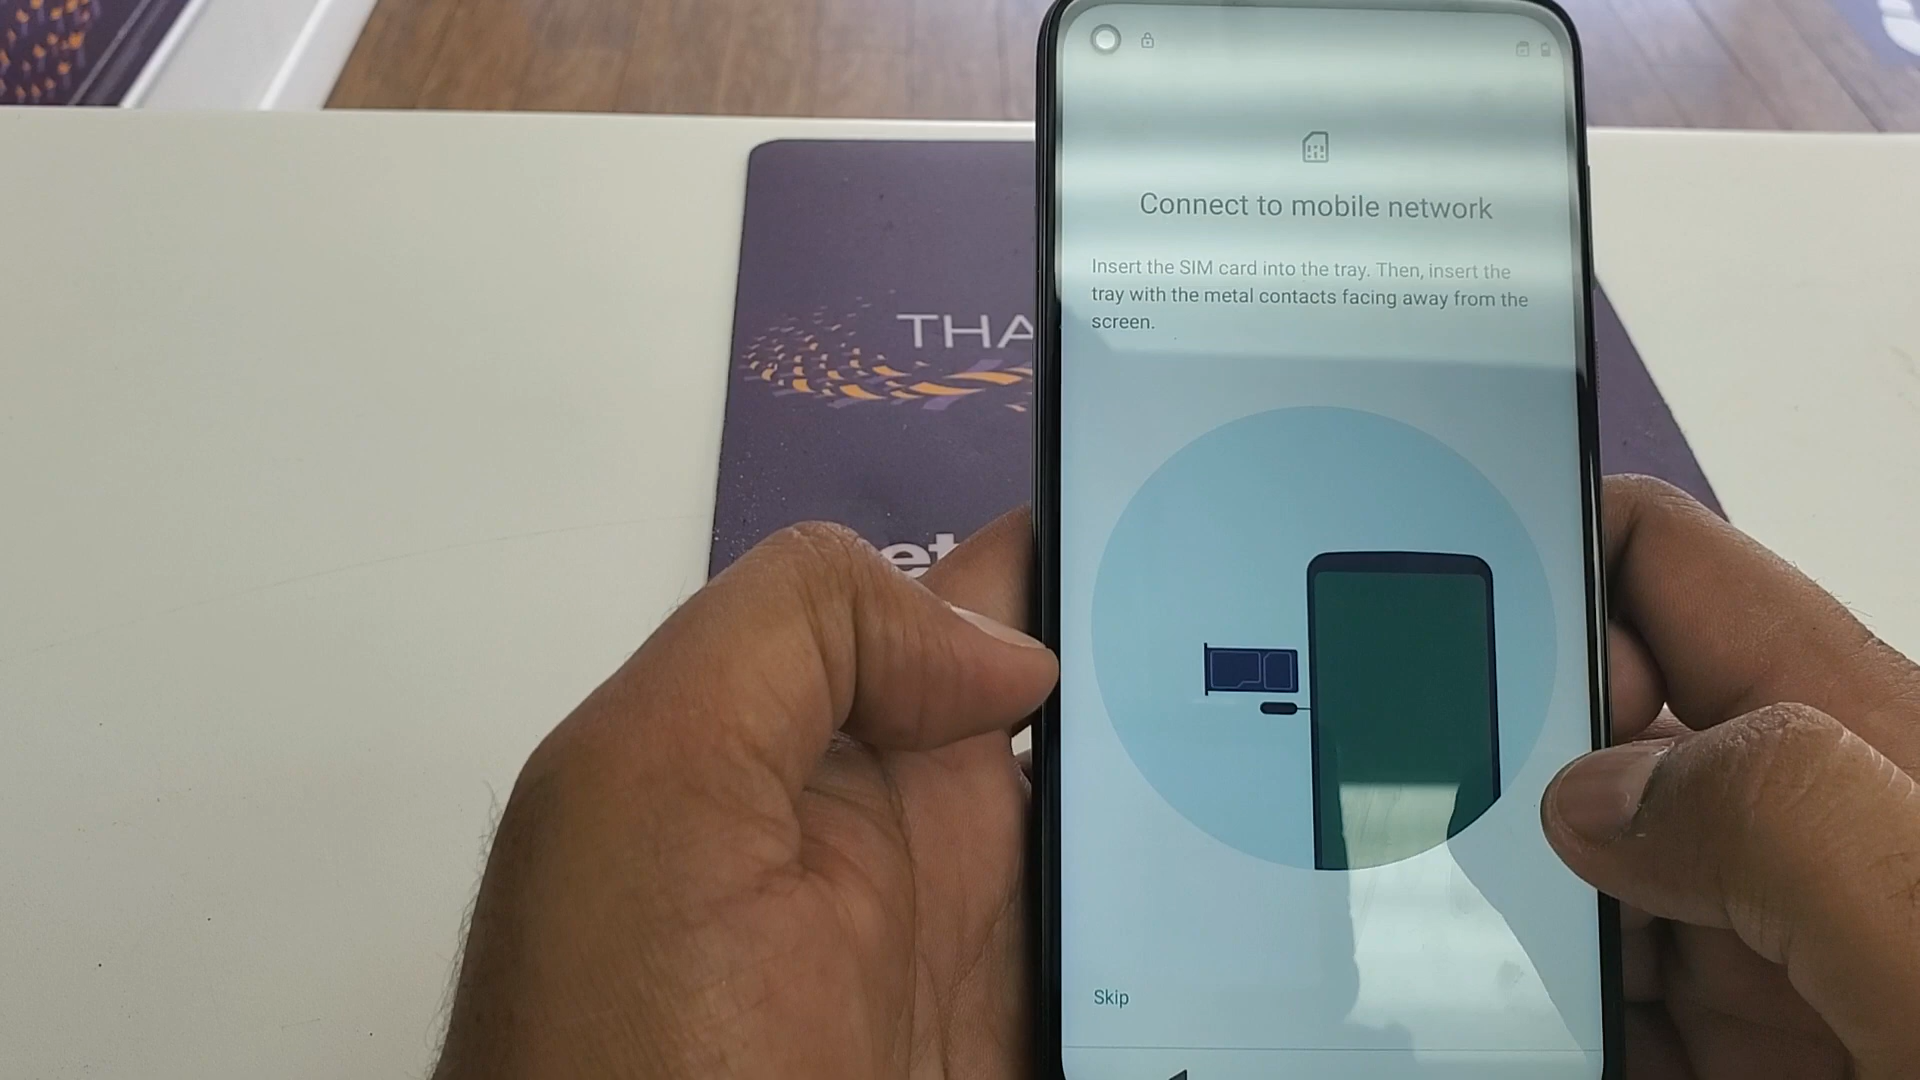 Connect to mobile network
Insert the SIM card into the tray. Then, insert the
tray with the metal contacts facing away from the
screen.
THA
et
Skip